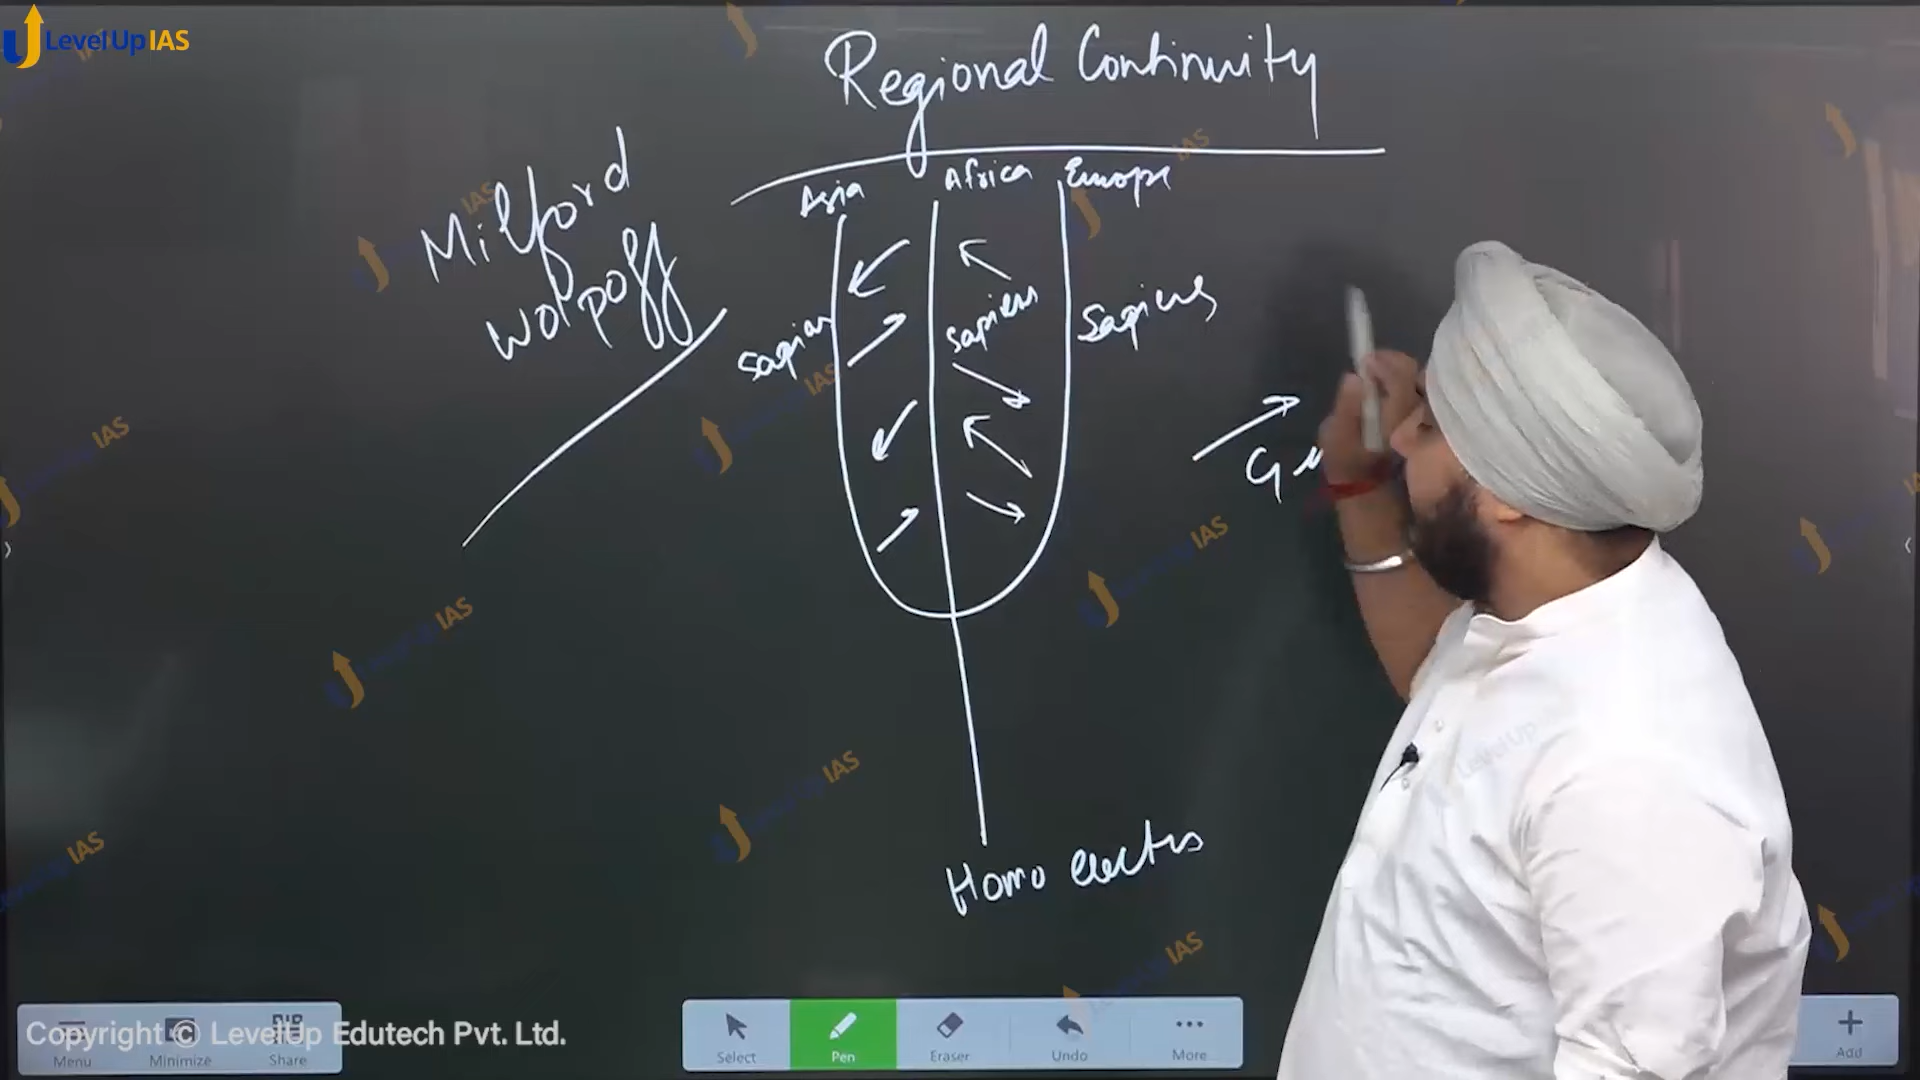 LevelUp IAS
Regional Continuity
Milford
Wolpoff
Asia
Africa
Europe
Sapien
Sapiens
Sapiens
Homo erectus
Menu
Minimize
Share
Select
Pen
Eraser
Undo
More
Add
Copyright © LevelUp Edutech Pvt. Ltd.